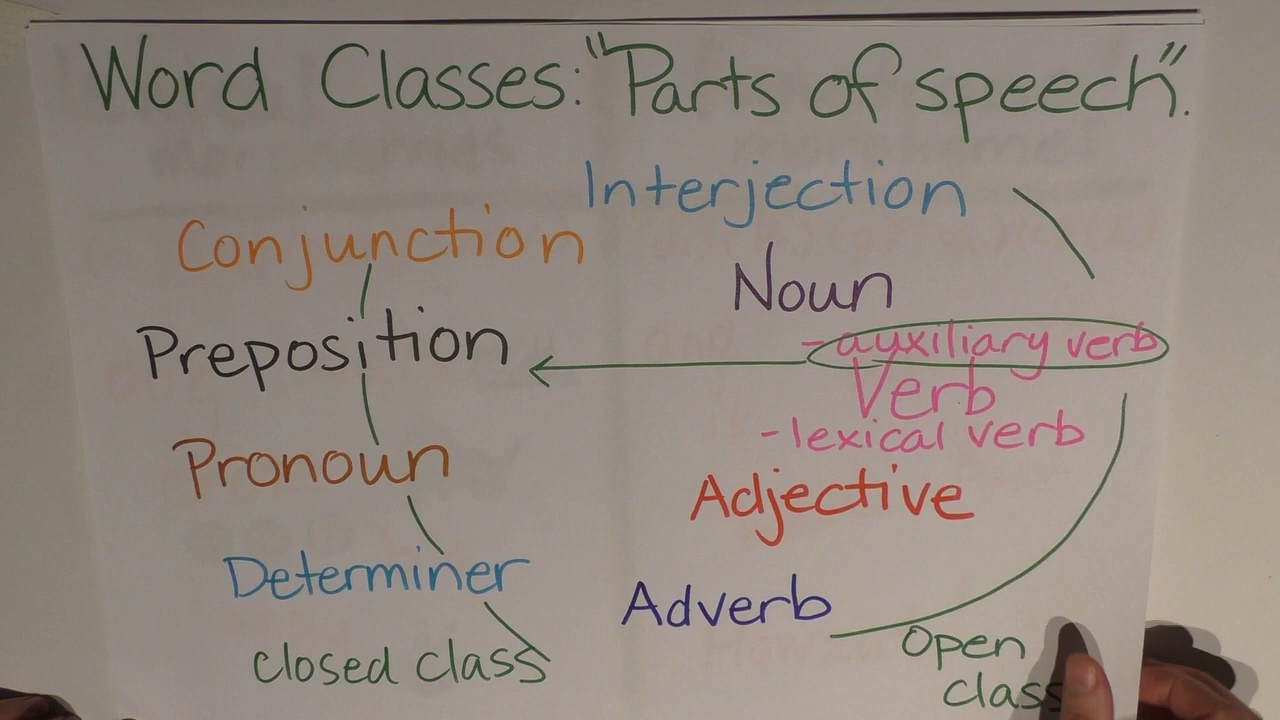 Word Classes: "Parts of speech".
Interjection
Conjunction
Noun
Preposition
- auxiliary verb
Verb
- lexical verb
Pronoun
Adjective
Determiner
Adverb
closed class
Open
class